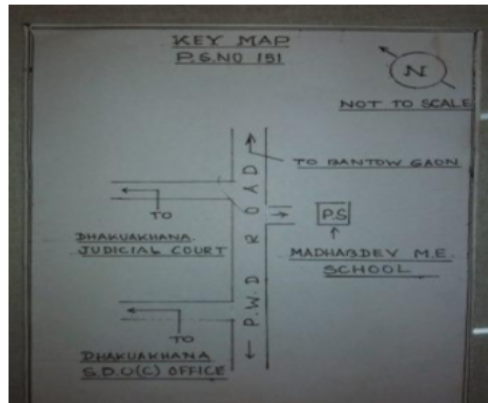 KEY MAP
P.S.NO 151
N
NOT TO SCALE
TO BANTOW GAON
P.W.D ROAD
TO
P.S
DHAKUAKHANA
JUDICIAL COURT
MADHABDEV M.E.
SCHOOL
TO
DHAKUAKHANA
S.D.O(C) OFFICE